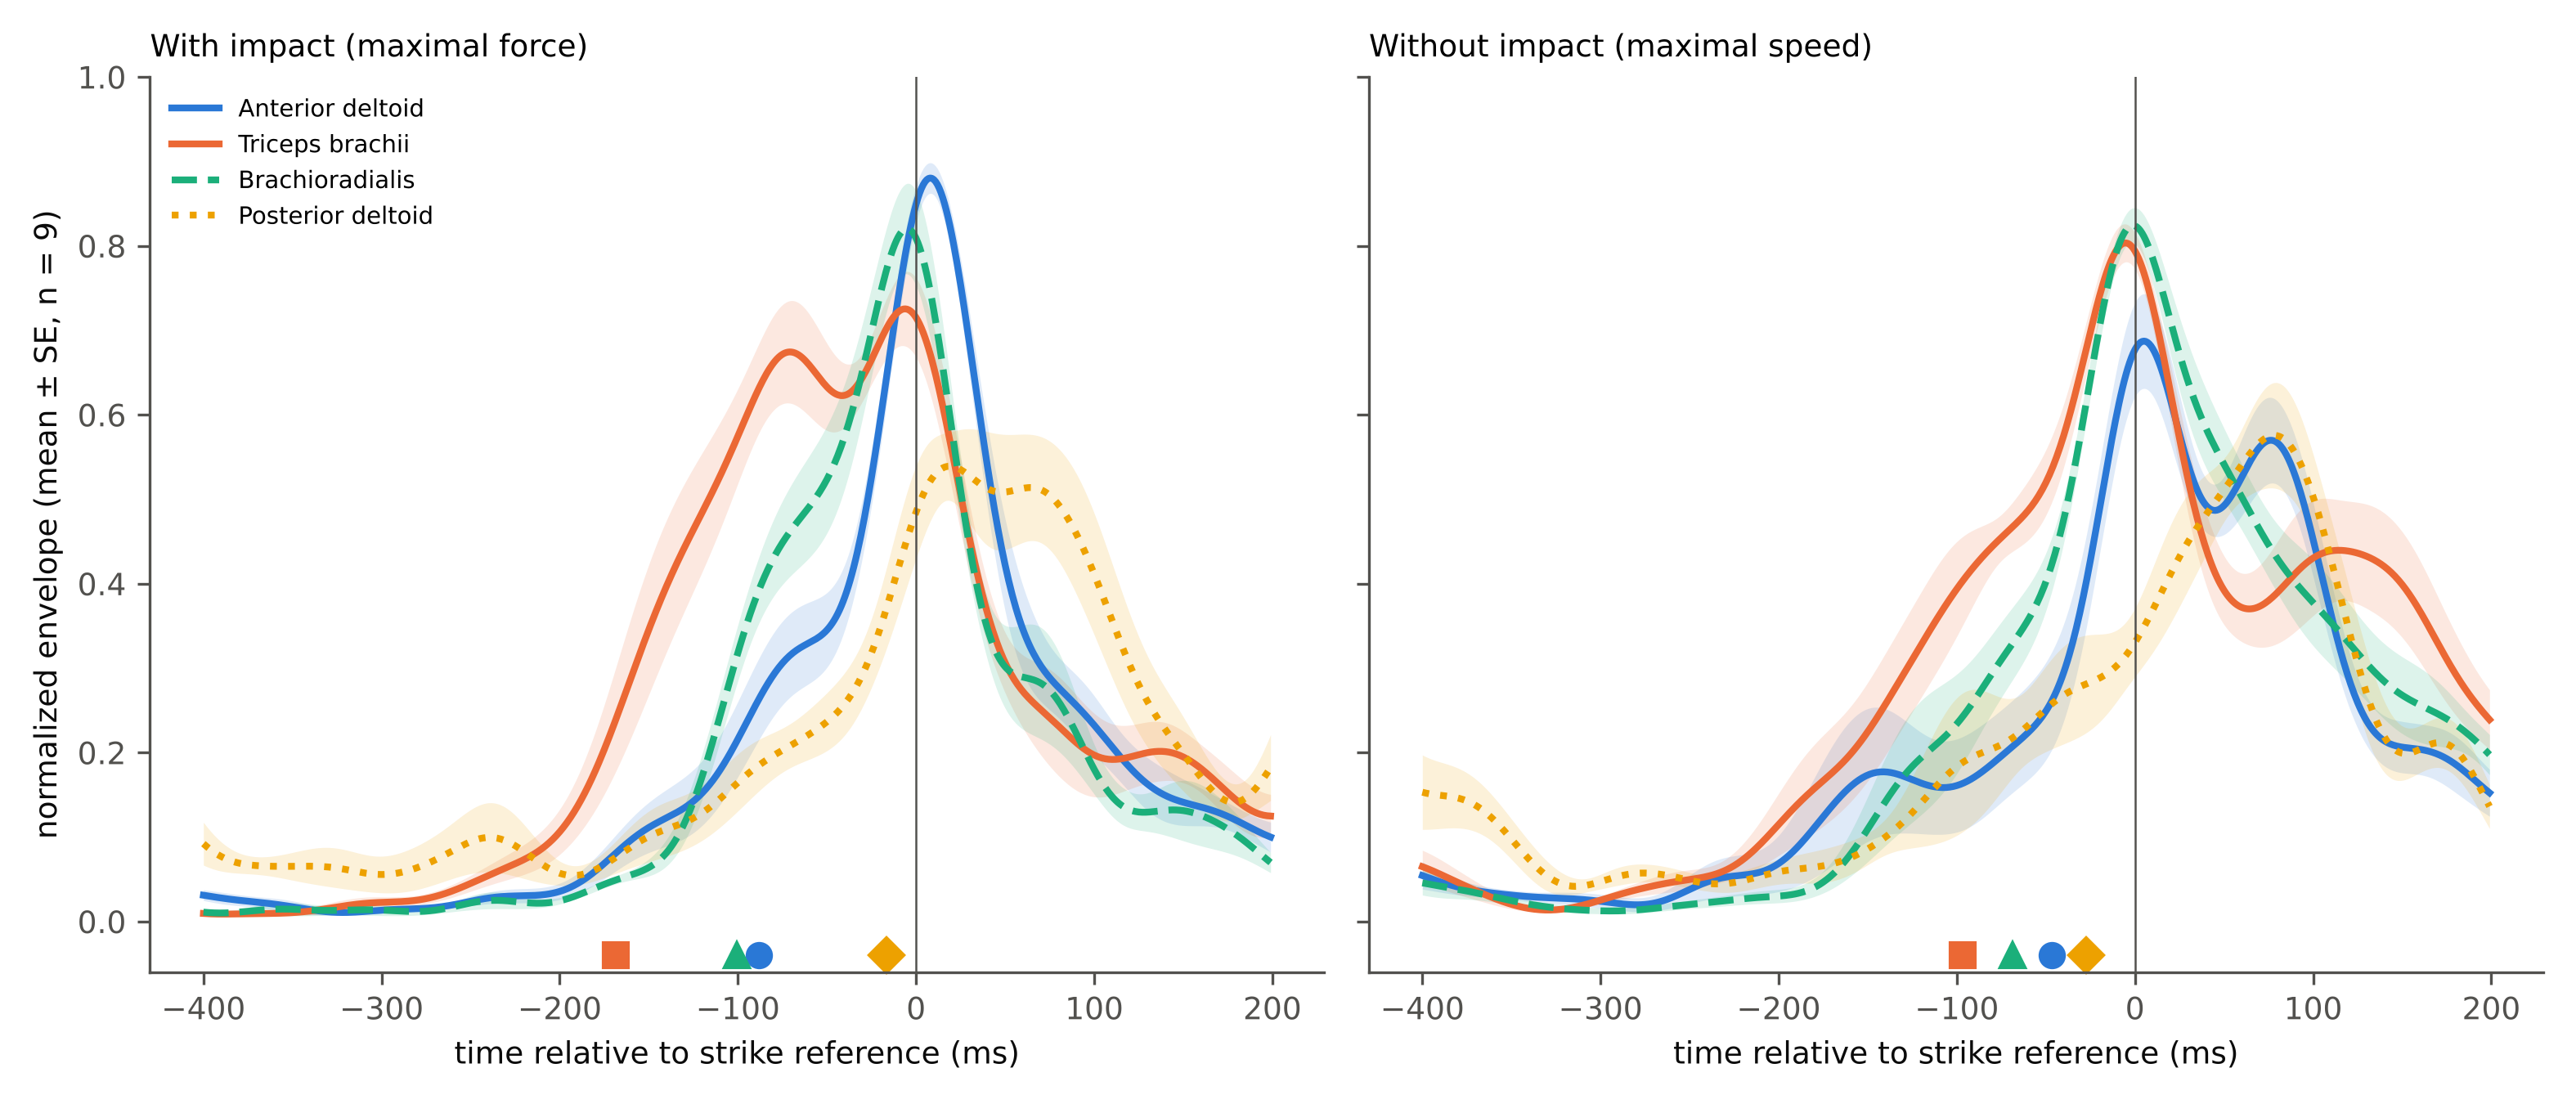 With impact (maximal force)
Without impact (maximal speed)
normalized envelope (mean ± SE, n = 9)
1.0
0.8
0.6
0.4
0.2
0.0
Anterior deltoid
Triceps brachii
Brachioradialis
Posterior deltoid
−400 −300 −200 −100 0 100 200
−400 −300 −200 −100 0 100 200
time relative to strike reference (ms)
time relative to strike reference (ms)